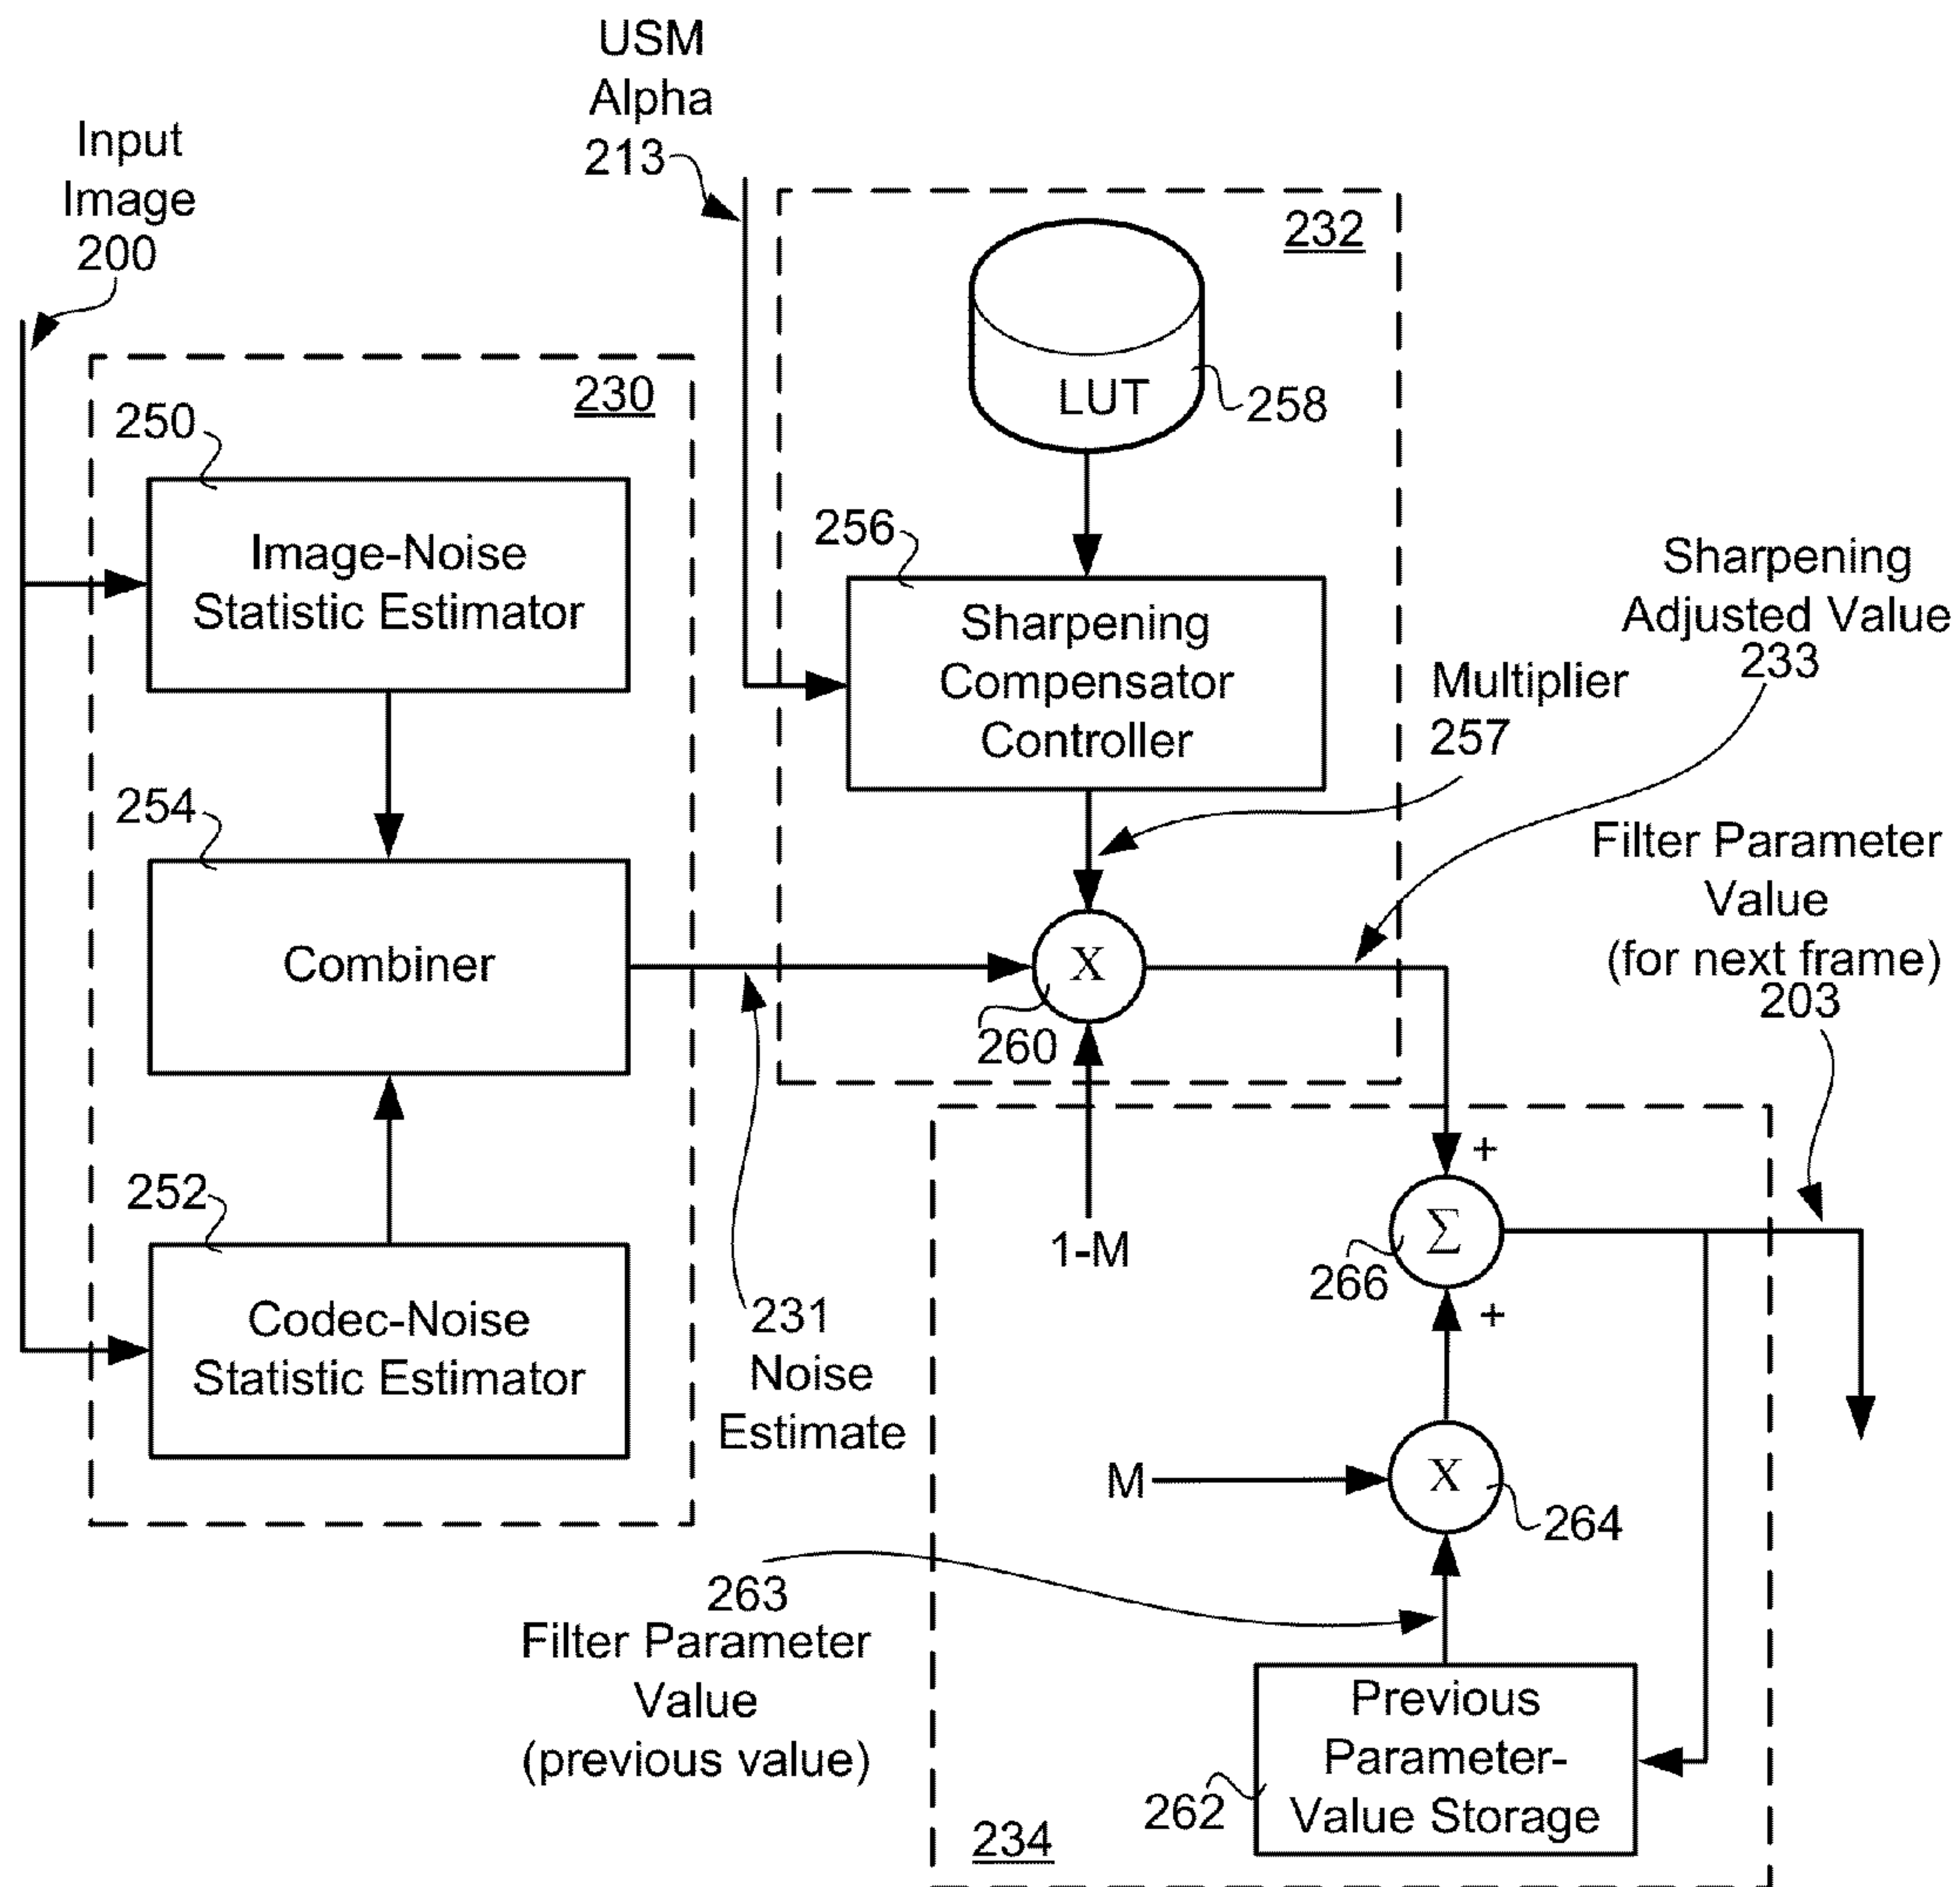 USM
Alpha
213
Input
Image
200
232
LUT
258
230
250
Image-Noise
Statistic Estimator
256
Sharpening
Compensator
Controller
Sharpening
Adjusted Value
233
Multiplier
257
254
Combiner
X
260
Filter Parameter
Value
(for next frame)
203
1-M
+
Σ
266
+
252
Codec-Noise
Statistic Estimator
231
Noise
Estimate
M
X
264
263
Filter Parameter
Value
(previous value)
Previous
Parameter-
Value Storage
262
234